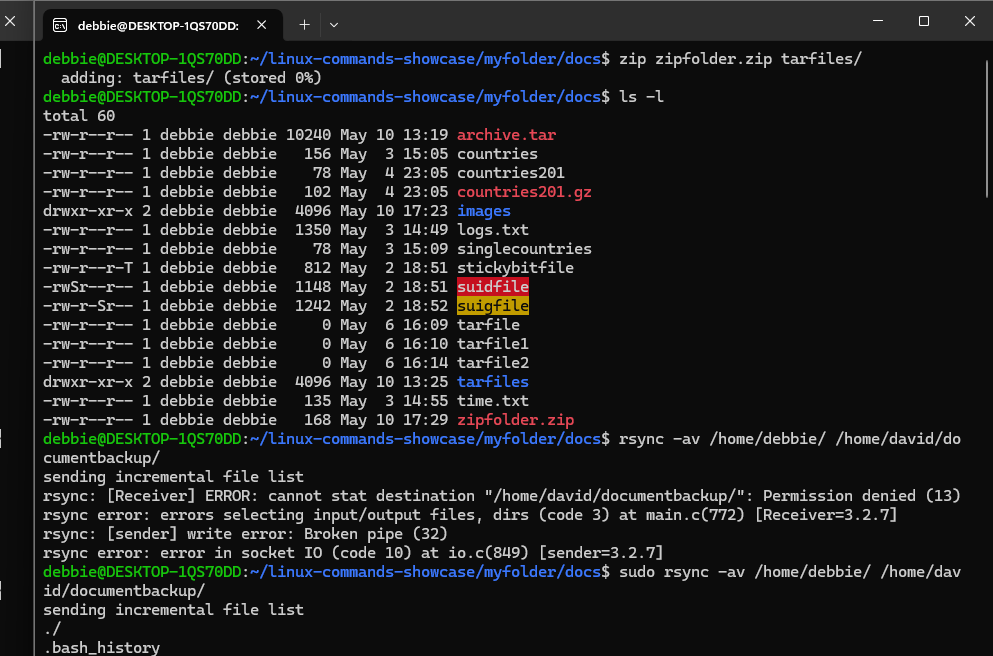 debbie@DESKTOP-1QS70DD:
debbie@DESKTOP-1QS70DD:~/linux-commands-showcase/myfolder/docs$ zip zipfolder.zip tarfiles/
  adding: tarfiles/ (stored 0%)
debbie@DESKTOP-1QS70DD:~/linux-commands-showcase/myfolder/docs$ ls -l
total 60
-rw-r--r-- 1 debbie debbie 10240 May 10 13:19 archive.tar
-rw-r--r-- 1 debbie debbie   156 May  3 15:05 countries
-rw-r--r-- 1 debbie debbie    78 May  4 23:05 countries201
-rw-r--r-- 1 debbie debbie   102 May  4 23:05 countries201.gz
drwxr-xr-x 2 debbie debbie  4096 May 10 17:23 images
-rw-r--r-- 1 debbie debbie  1350 May  3 14:49 logs.txt
-rw-r--r-- 1 debbie debbie    78 May  3 15:09 singlecountries
-rw-r--r-T 1 debbie debbie   812 May  2 18:51 stickybitfile
-rwSr--r-- 1 debbie debbie  1148 May  2 18:51 suidfile
-rw-r-Sr-- 1 debbie debbie  1242 May  2 18:52 suigfile
-rw-r--r-- 1 debbie debbie     0 May  6 16:09 tarfile
-rw-r--r-- 1 debbie debbie     0 May  6 16:10 tarfile1
-rw-r--r-- 1 debbie debbie     0 May  6 16:14 tarfile2
drwxr-xr-x 2 debbie debbie  4096 May 10 13:25 tarfiles
-rw-r--r-- 1 debbie debbie   135 May  3 14:55 time.txt
-rw-r--r-- 1 debbie debbie   168 May 10 17:29 zipfolder.zip
debbie@DESKTOP-1QS70DD:~/linux-commands-showcase/myfolder/docs$ rsync -av /home/debbie/ /home/david/do
cumentbackup/
sending incremental file list
rsync: [Receiver] ERROR: cannot stat destination "/home/david/documentbackup/": Permission denied (13)
rsync error: errors selecting input/output files, dirs (code 3) at main.c(772) [Receiver=3.2.7]
rsync: [sender] write error: Broken pipe (32)
rsync error: error in socket IO (code 10) at io.c(849) [sender=3.2.7]
debbie@DESKTOP-1QS70DD:~/linux-commands-showcase/myfolder/docs$ sudo rsync -av /home/debbie/ /home/dav
id/documentbackup/
sending incremental file list
./
.bash_history